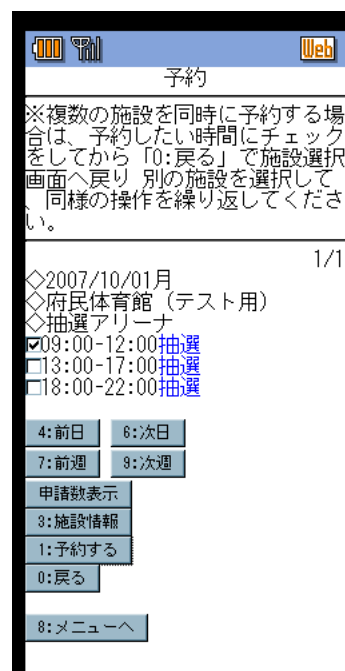 Web
予約
※複数の施設を同時に予約する場
合は、予約したい時間にチェック
をしてから「0:戻る」で施設選択
画面へ戻り 別の施設を選択して
、同様の操作を繰り返してくださ
い。
1/1
◇2007/10/01月
◇府民体育館（テスト用）
◇抽選アリーナ
09:00-12:00抽選
13:00-17:00抽選
18:00-22:00抽選
4:前日 6:次日
7:前週 9:次週
申請数表示
3:施設情報
1:予約する
0:戻る
8:メニューへ